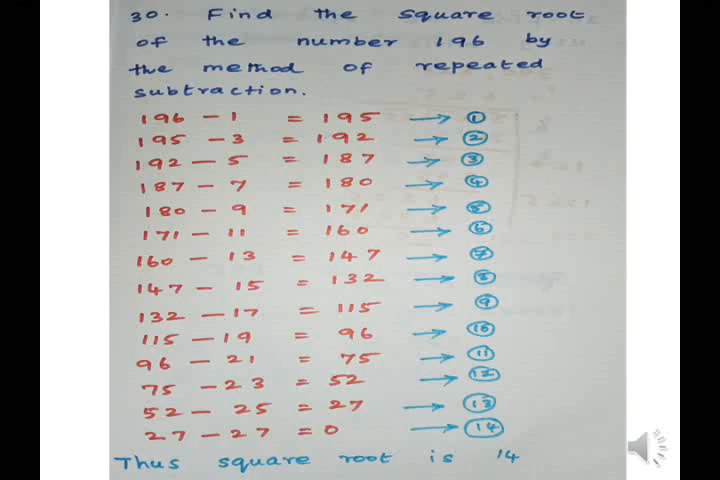 30. Find the square root
of the number 196 by
the method of repeated
subtraction.
196 - 1 = 195 → ①
195 - 3 = 192 → ②
192 - 5 = 187 → ③
187 - 7 = 180 → ④
180 - 9 = 171 → ⑤
171 - 11 = 160 → ⑥
160 - 13 = 147 → ⑦
147 - 15 = 132 → ⑧
132 - 17 = 115 → ⑨
115 - 19 = 96 → ⑩
96 - 21 = 75 → ⑪
75 - 23 = 52 → ⑫
52 - 25 = 27 → ⑬
27 - 27 = 0 → ⑭
Thus square root is 14